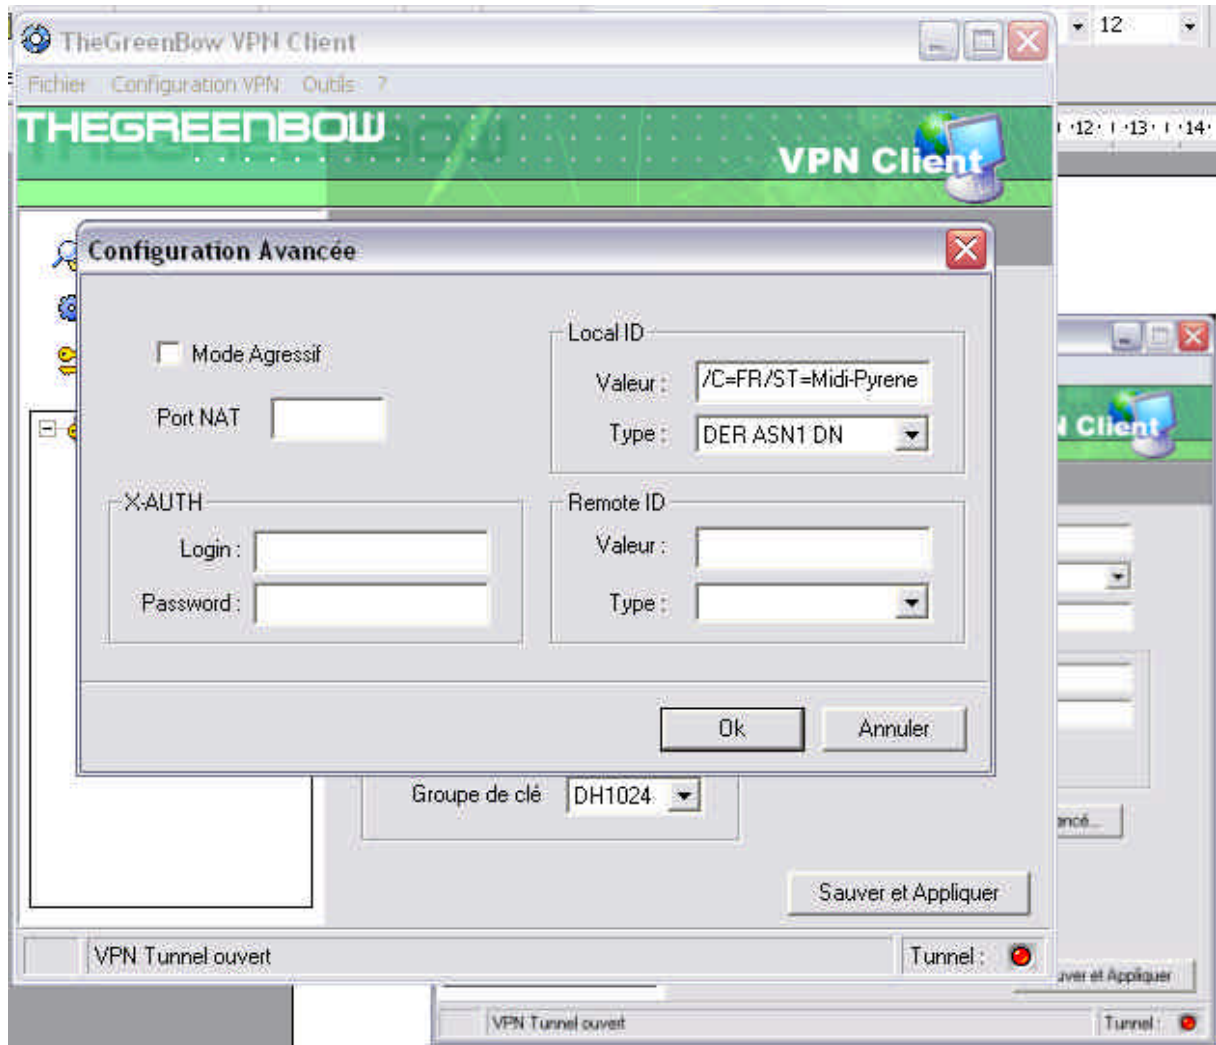 TheGreenBow VPN Client
12
Fichier Configuration VPN Outils ?
THEGREENBOW
VPN Client
·12· ı ·13· ı ·14·
Configuration Avancée
Mode Agressif
Port NAT
Local ID
Valeur : /C=FR/ST=Midi-Pyrene
Type : DER ASN1 DN
X-AUTH
Login :
Password :
Remote ID
Valeur :
Type :
Ok
Annuler
Client
Groupe de clé DH1024
Sauver et Appliquer
VPN Tunnel ouvert
Tunnel :
uver et Appliquer
VPN Tunnel ouvert
Tunnel :